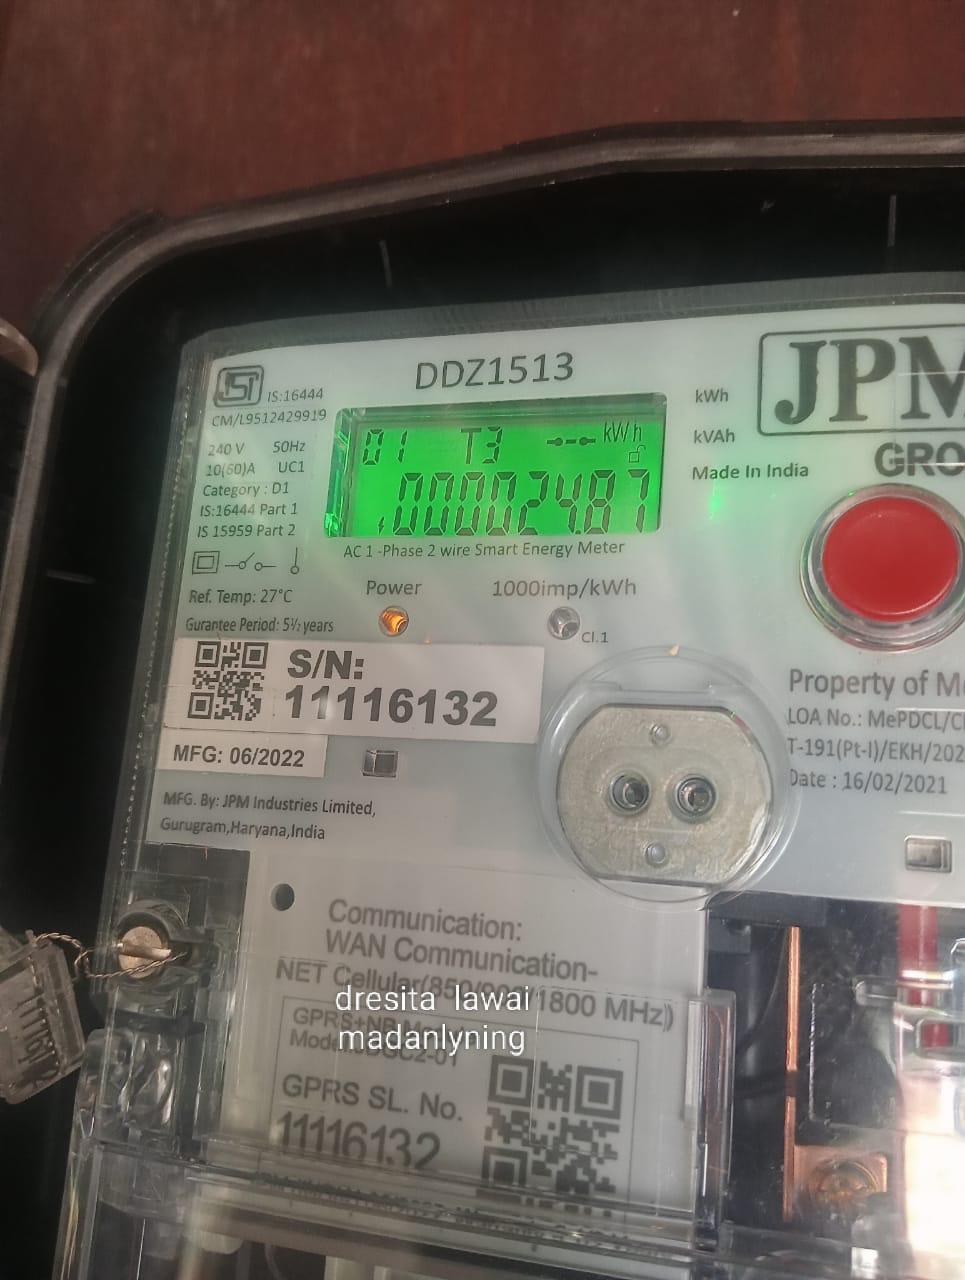 DDZ1513
IS:16444
CM/L9512429919
240 V 50Hz
10(60)A UC1
Category : D1
IS:16444 Part 1
IS 15959 Part 2
Ref. Temp: 27°C
Gurantee Period: 5½ years
01 T3 kWh
00002487
AC 1 -Phase 2 wire Smart Energy Meter
Power 1000imp/kWh
Cl.1
kWh
kVAh
Made In India
JPM
GRO
S/N:
11116132
MFG: 06/2022
MFG. By: JPM Industries Limited,
Gurugram,Haryana,India
Property of Me
LOA No.: MePDCL/
T-191(Pt-I)/EKH/202
Date : 16/02/2021
Communication:
WAN Communication-
NET Cellular(850/900/1800 MHz)
dresita lawai
madanlyning
GPRS SL. No.
11116132